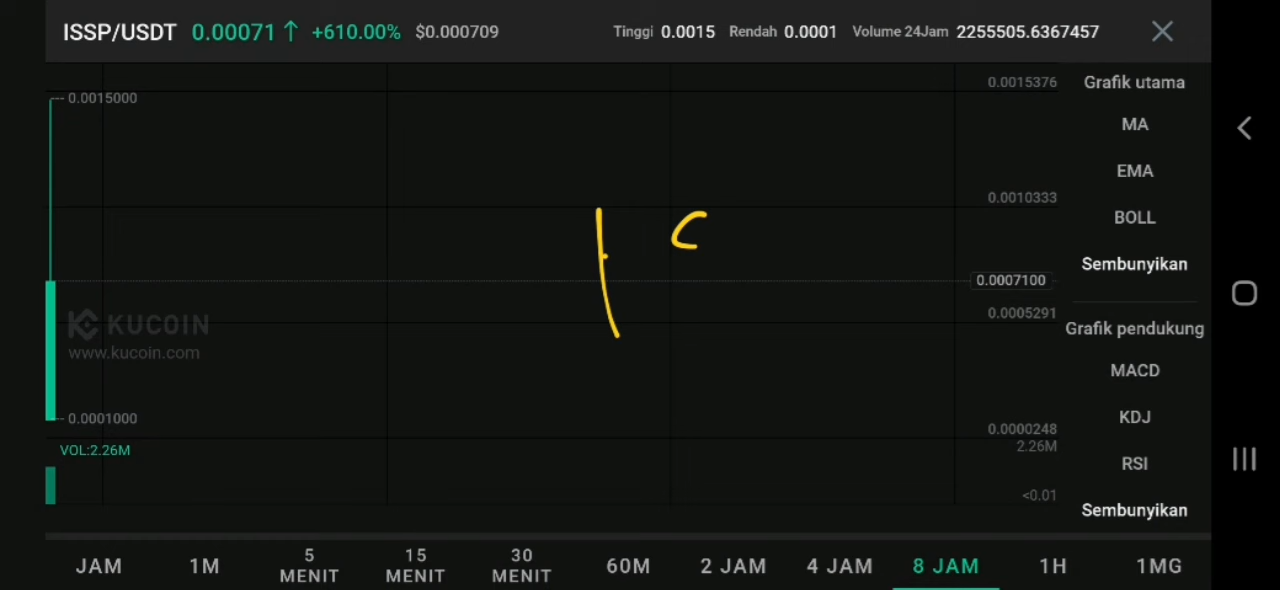 ISSP/USDT 0.00071 ↑ +610.00% $0.000709 Tinggi 0.0015 Rendah 0.0001 Volume 24Jam 2255505.6367457
0.0015000
0.0015376
0.0010333
0.0007100
0.0005291
KUCOIN
www.kucoin.com
0.0001000
0.0000248
VOL:2.26M
2.26M
<0.01
Grafik utama
MA
EMA
BOLL
Sembunyikan
Grafik pendukung
MACD
KDJ
RSI
Sembunyikan
JAM 1M 5 MENIT 15 MENIT 30 MENIT 60M 2 JAM 4 JAM 8 JAM 1H 1MG